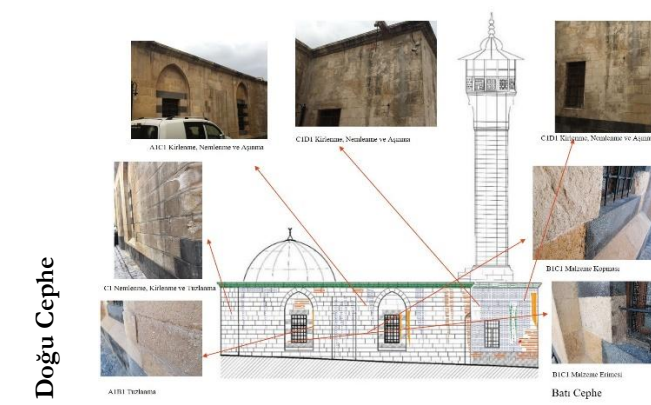 Doğu Cephe
A1C1 Kirlenme, Nemlenme ve Aşınma
C1D1 Kirlenme, Nemlenme ve Aşınma
C1D1 Kirlenme, Nemlenme ve Aşınma
C1 Nemlenme, Kirlenme ve Tuzlanma
B1C1 Malzeme Kopması
A1B1 Tuzlanma
B1C1 Malzeme Erimesi
Batı Cephe